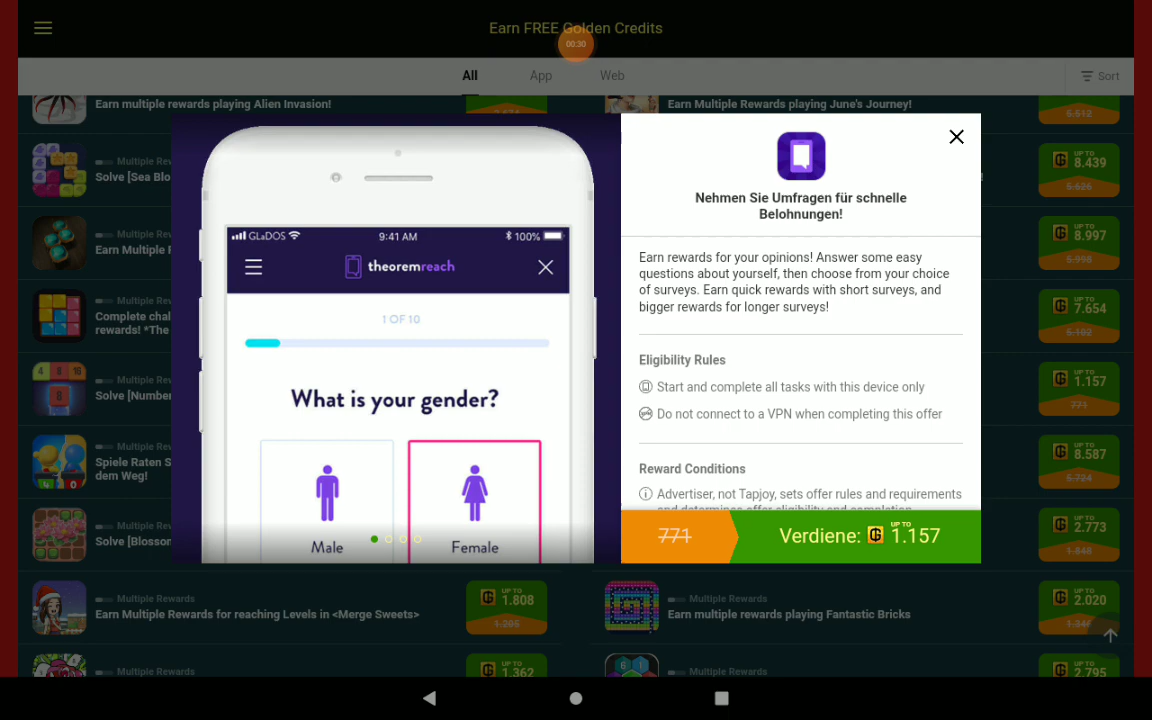 Earn FREE Golden Credits
00:30
All
App
Web
Sort
Earn multiple rewards playing Alien Invasion!
Earn Multiple Rewards playing June's Journey!
5.512
Multiple Rew
Solve [Sea Blo
UP TO
8.439
5.626
Multiple Rew
Earn Multiple F
UP TO
8.997
5.998
Multiple Rew
Complete chal
rewards! *The
UP TO
7.654
5.102
Multiple Rew
Solve [Number
UP TO
1.157
771
Multiple Rew
Spiele Raten S
dem Weg!
UP TO
8.587
5.724
Multiple Rew
Solve [Blosson
UP TO
2.773
1.848
Multiple Rewards
Earn Multiple Rewards for reaching Levels in <Merge Sweets>
UP TO
1.808
1.205
Multiple Rewards
Earn multiple rewards playing Fantastic Bricks
UP TO
2.020
Multiple Rewards
UP TO
1.362
Multiple Rewards
UP TO
2.795
GLaDOS
9:41 AM
100%
theoremreach
1 OF 10
What is your gender?
Male
Female
Nehmen Sie Umfragen für schnelle
Belohnungen!
Earn rewards for your opinions! Answer some easy
questions about yourself, then choose from your choice
of surveys. Earn quick rewards with short surveys, and
bigger rewards for longer surveys!
Eligibility Rules
Start and complete all tasks with this device only
Do not connect to a VPN when completing this offer
Reward Conditions
Advertiser, not Tapjoy, sets offer rules and requirements
771
Verdiene: UP TO 1.157